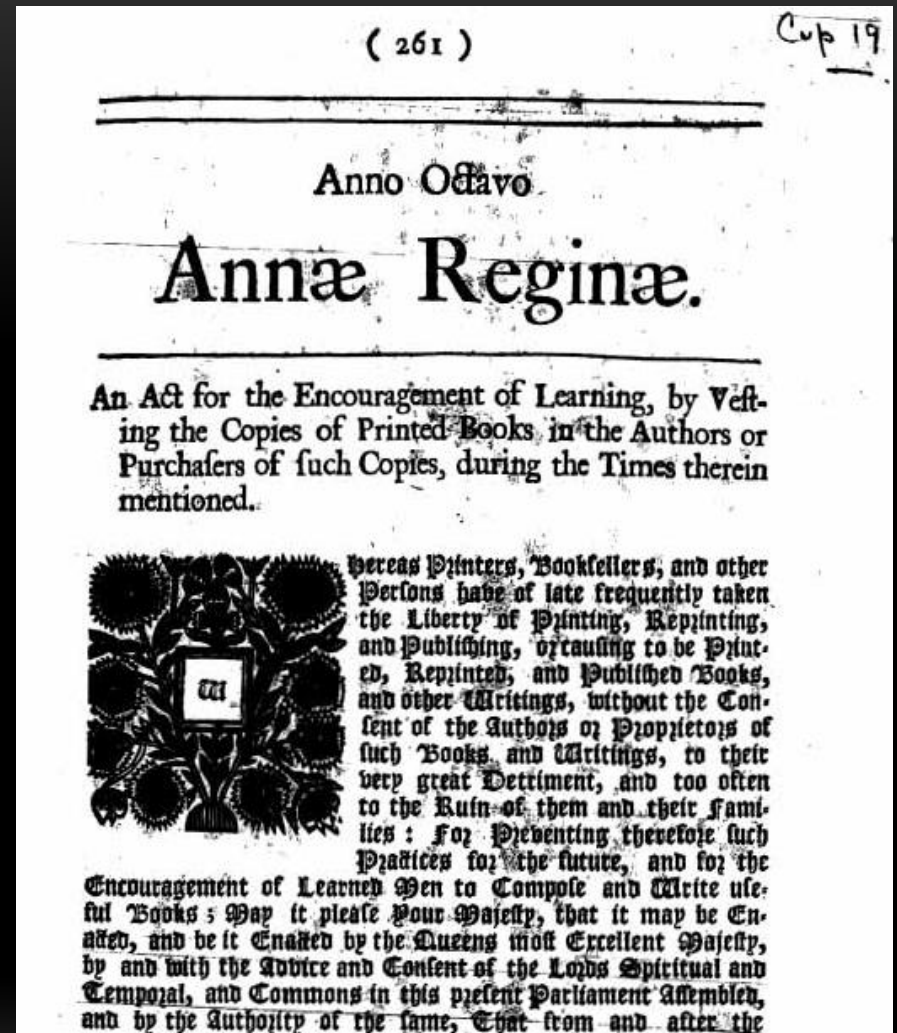 Cup 19
( 261 )
Anno Octavo
Annæ Reginæ.
An Act for the Encouragement of Learning, by Veſt-
ing the Copies of Printed Books in the Authors or
Purchaſers of ſuch Copies, during the Times therein
mentioned.
Whereas Printers, Bookſellers, and other
Perſons have of late frequently taken
the Liberty of Printing, Reprinting,
and Publiſhing, or cauſing to be Print-
ed, Reprinted, and Publiſhed Books,
and other Writings, without the Con-
ſent of the Authors or Proprietors of
ſuch Books and Writings, to their
very great Detriment, and too often
to the Ruin of them and their Fami-
lies : For Preventing therefore ſuch
Practices for the future, and for the
Encouragement of Learned Men to Compoſe and Write uſe-
ful Books ; May it pleaſe Your Majeſty, that it may be En-
acted, and be it Enacted by the Queens moſt Excellent Majeſty,
by and with the Advice and Conſent of the Lords Spiritual and
Temporal, and Commons in this preſent Parliament Aſſembled,
and by the Authority of the ſame, That from and after the